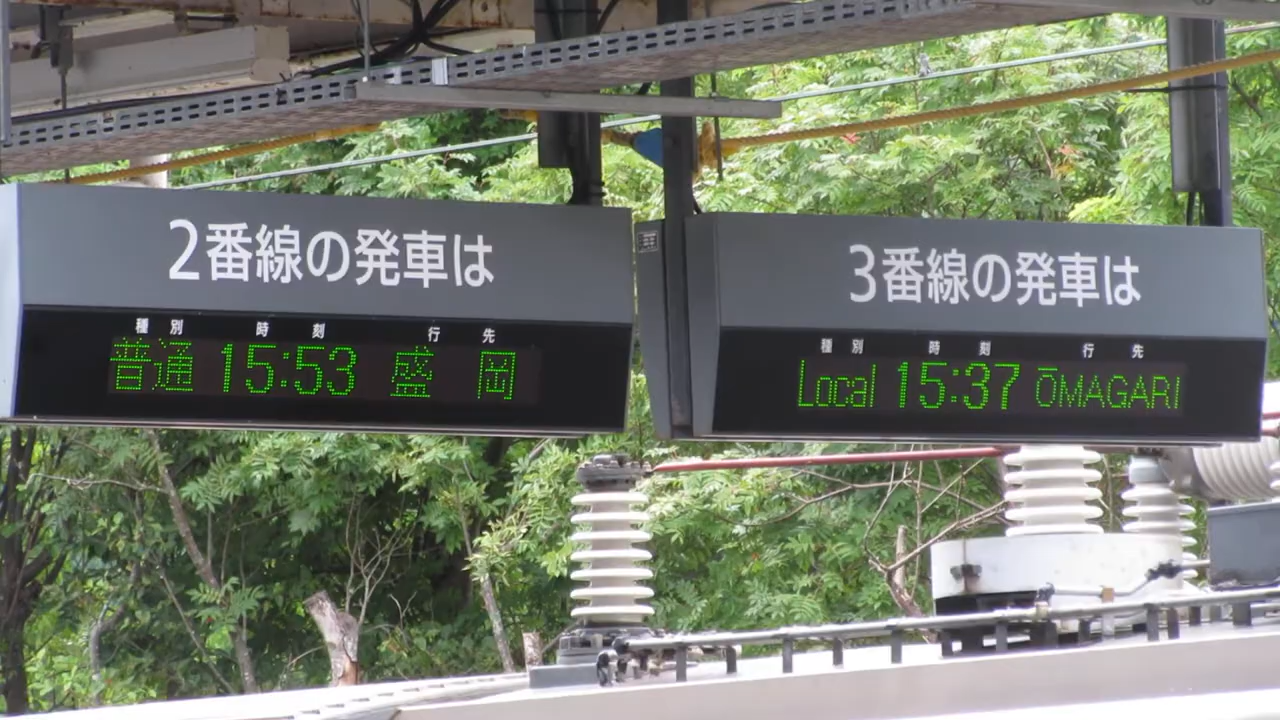 2番線の発車は
種別 時刻 行先
普通 15:53 盛岡
3番線の発車は
種別 時刻 行先
Local 15:37 ŌMAGARI